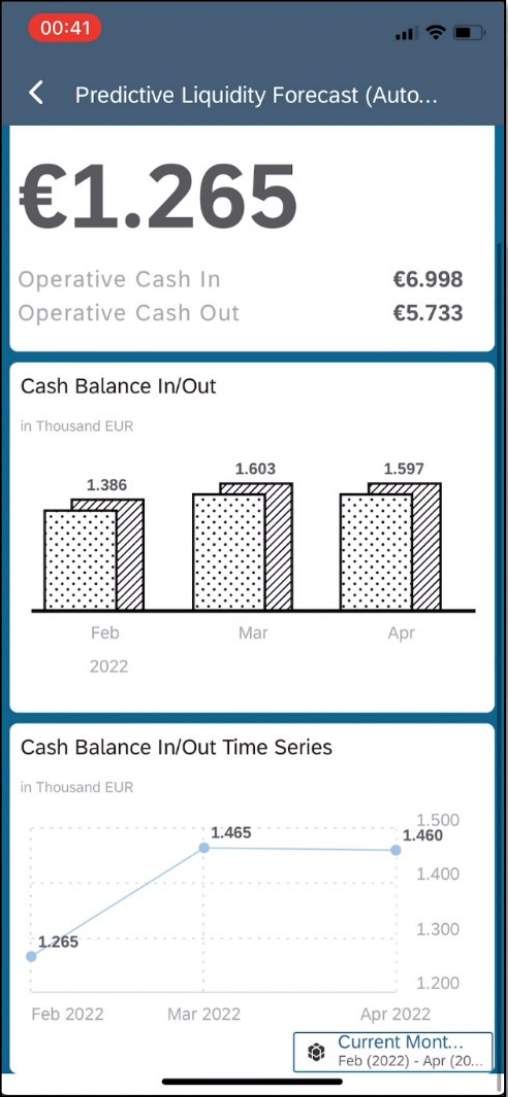 00:41
Predictive Liquidity Forecast (Auto...
€1.265
Operative Cash In €6.998
Operative Cash Out €5.733
Cash Balance In/Out
in Thousand EUR
1.386 1.603 1.597
Feb Mar Apr
2022
Cash Balance In/Out Time Series
in Thousand EUR
1.500
1.465 1.460
1.400
1.300
1.265
1.200
Feb 2022 Mar 2022 Apr 2022
Current Mont...
Feb (2022) - Apr (20...